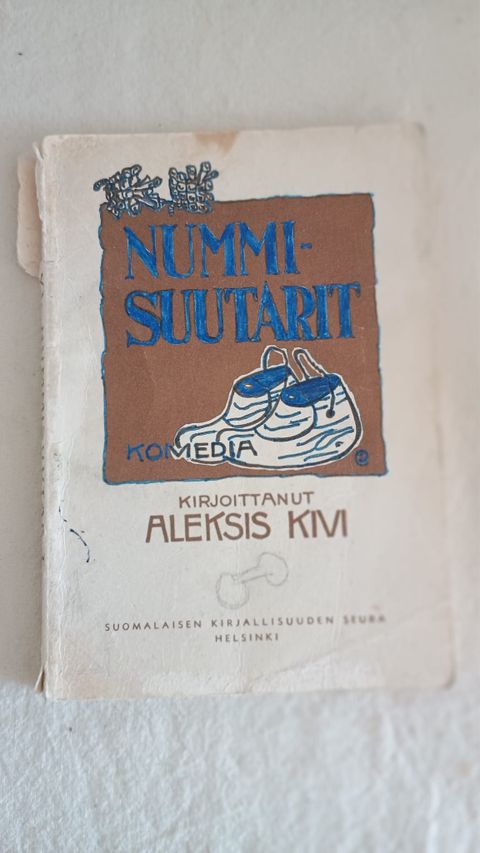 NUMMI-
SUUTARIT
KOMEDIA
KIRJOITTANUT
ALEKSIS KIVI
SUOMALAISEN KIRJALLISUUDEN SEURA
HELSINKI